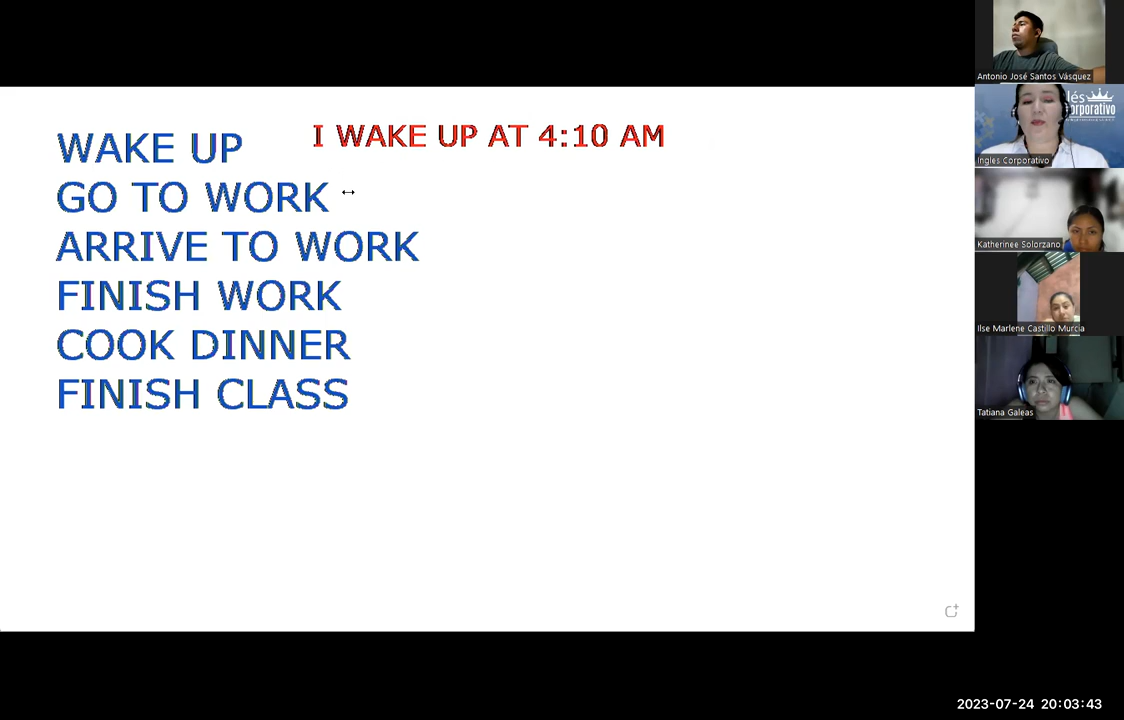 WAKE UP
I WAKE UP AT 4:10 AM
GO TO WORK
ARRIVE TO WORK
FINISH WORK
COOK DINNER
FINISH CLASS
Antonio José Santos Vásquez
lés
orporativo
Ingles Corporativo
Katherinee Solorzano
Ilse Marlene Castillo Murcia
Tatiana Galeas
2023-07-24 20:03:43